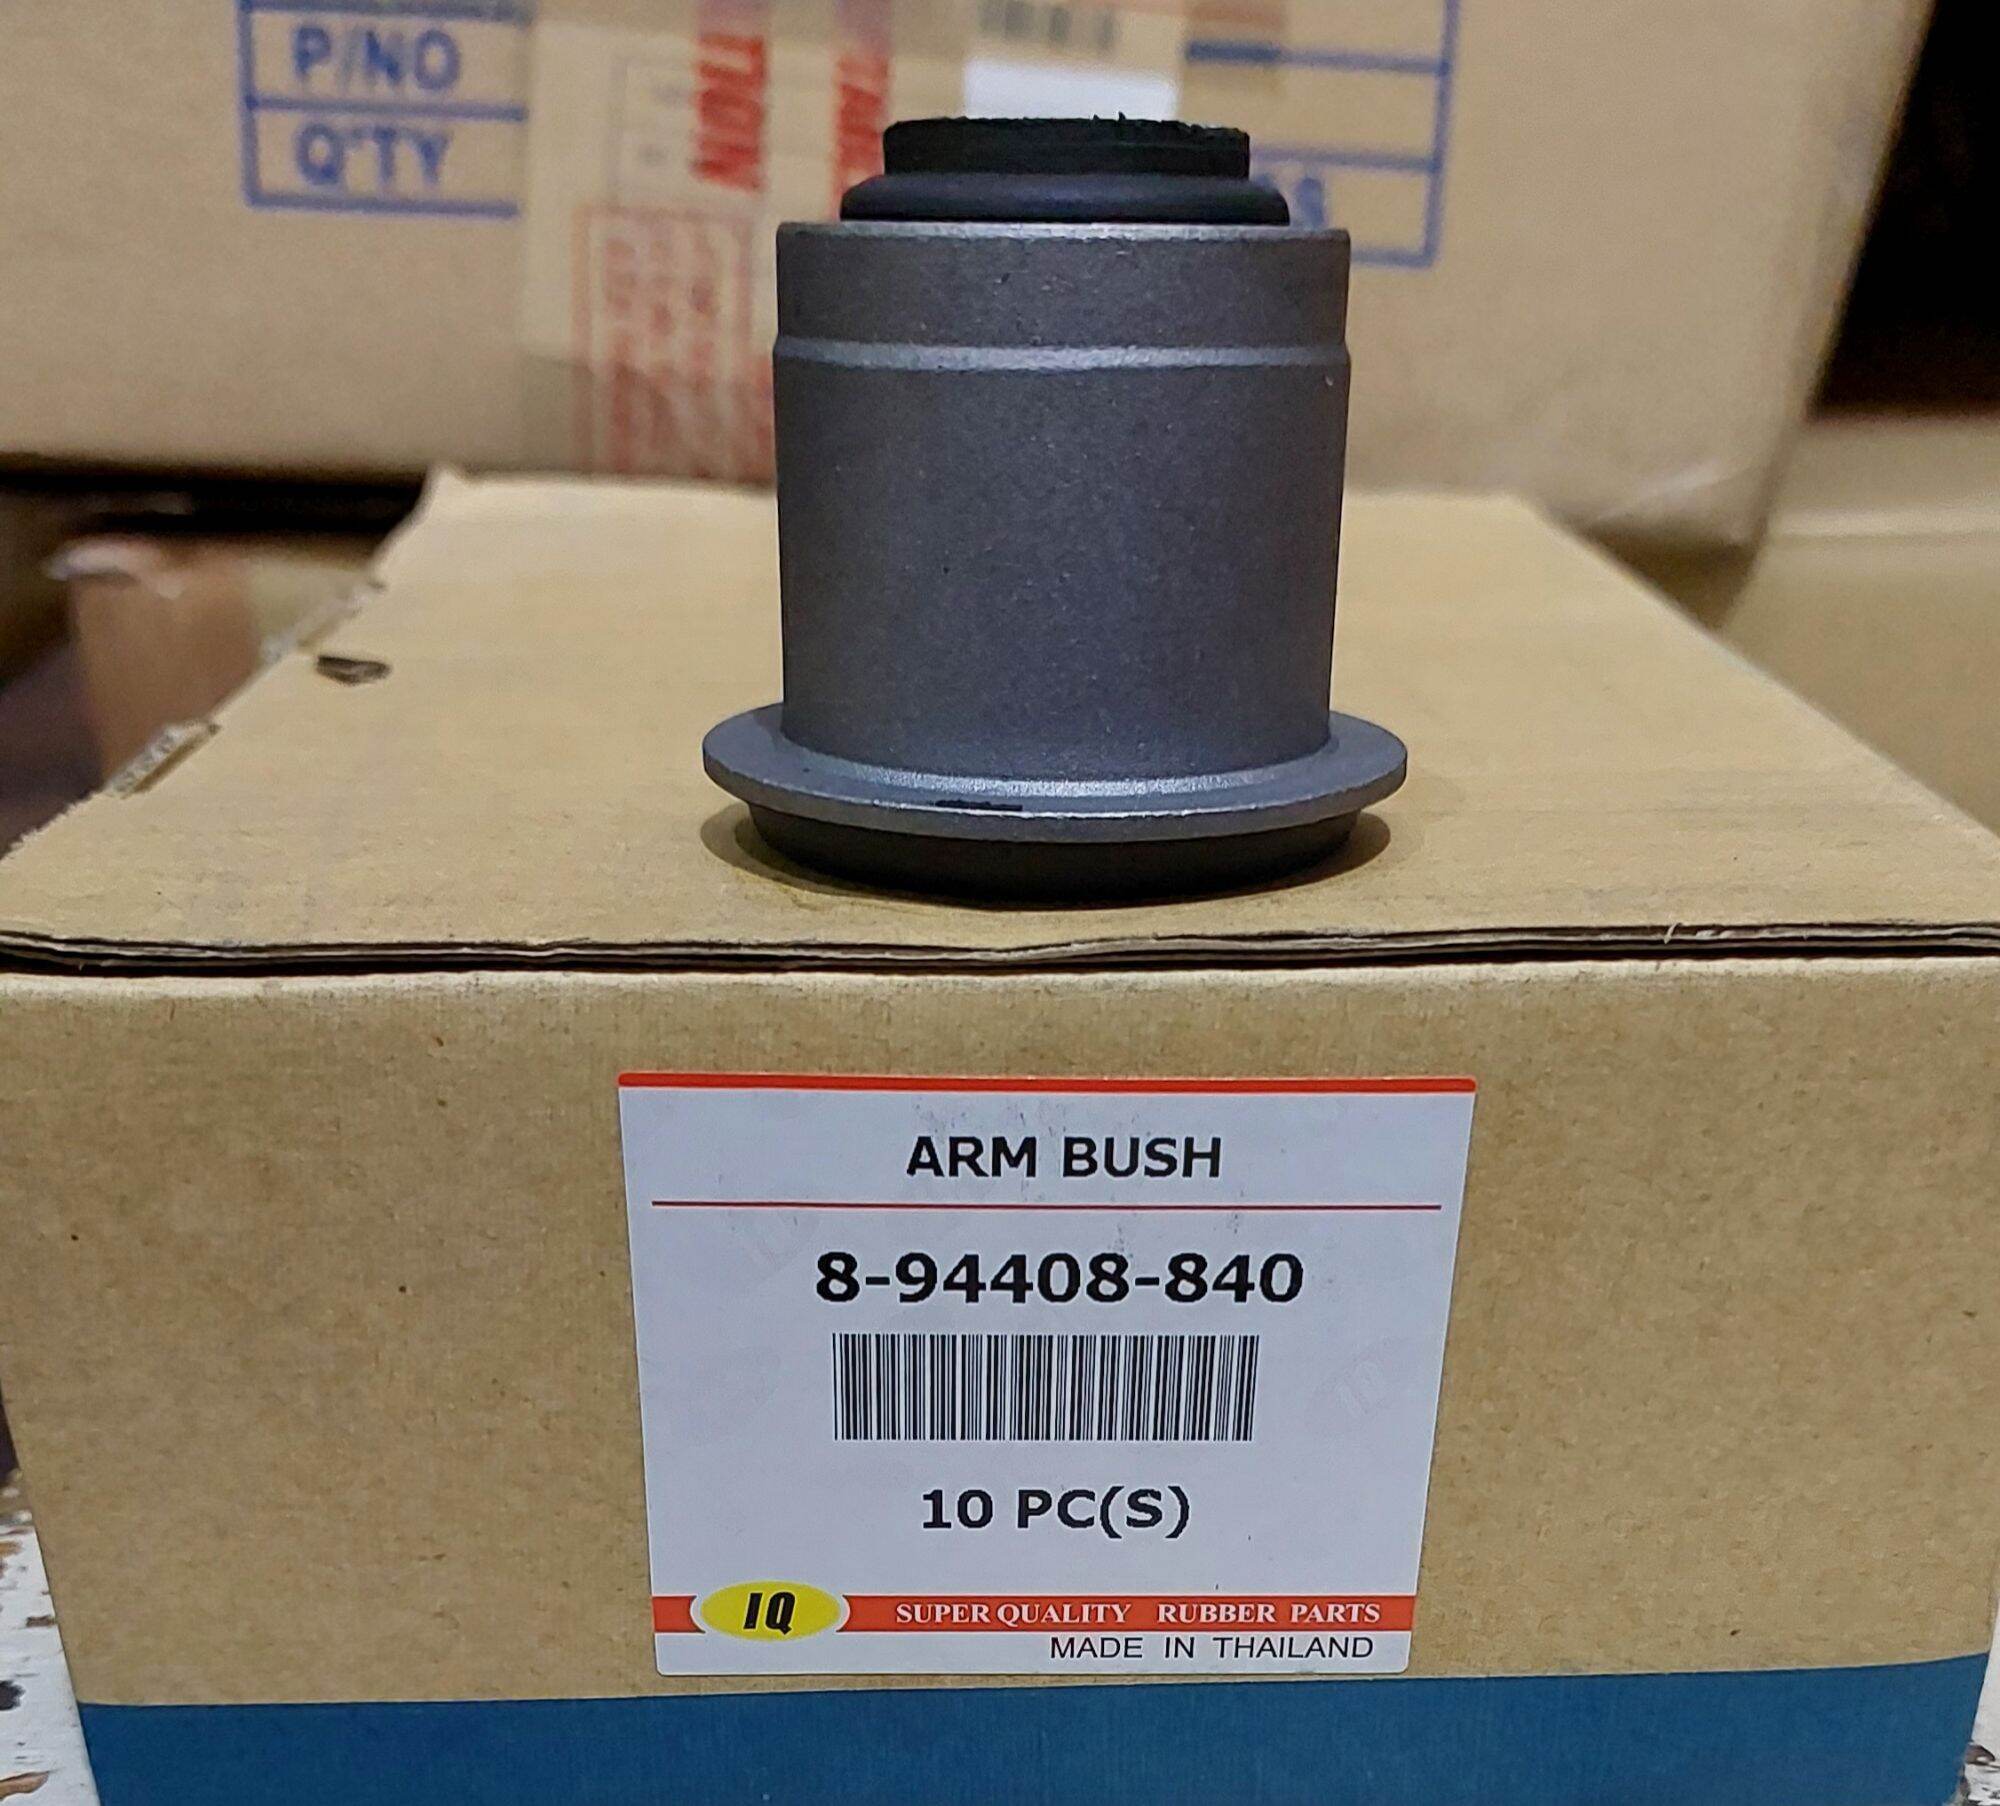 P/NO
Q'TY
ARM BUSH
8-94408-840
10 PC(S)
IQ
SUPER QUALITY RUBBER PARTS
MADE IN THAILAND